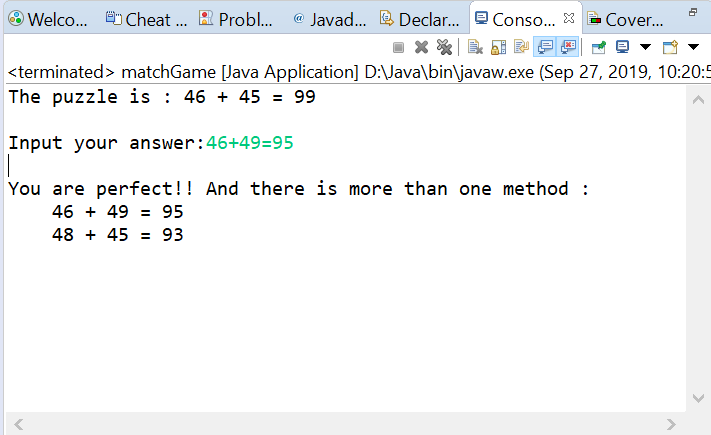 Welco... Cheat ... Probl... @ Javad... Declar... Conso... Cover...
<terminated> matchGame [Java Application] D:\Java\bin\javaw.exe (Sep 27, 2019, 10:20:5
The puzzle is : 46 + 45 = 99
Input your answer:46+49=95
You are perfect!! And there is more than one method :
46 + 49 = 95
48 + 45 = 93